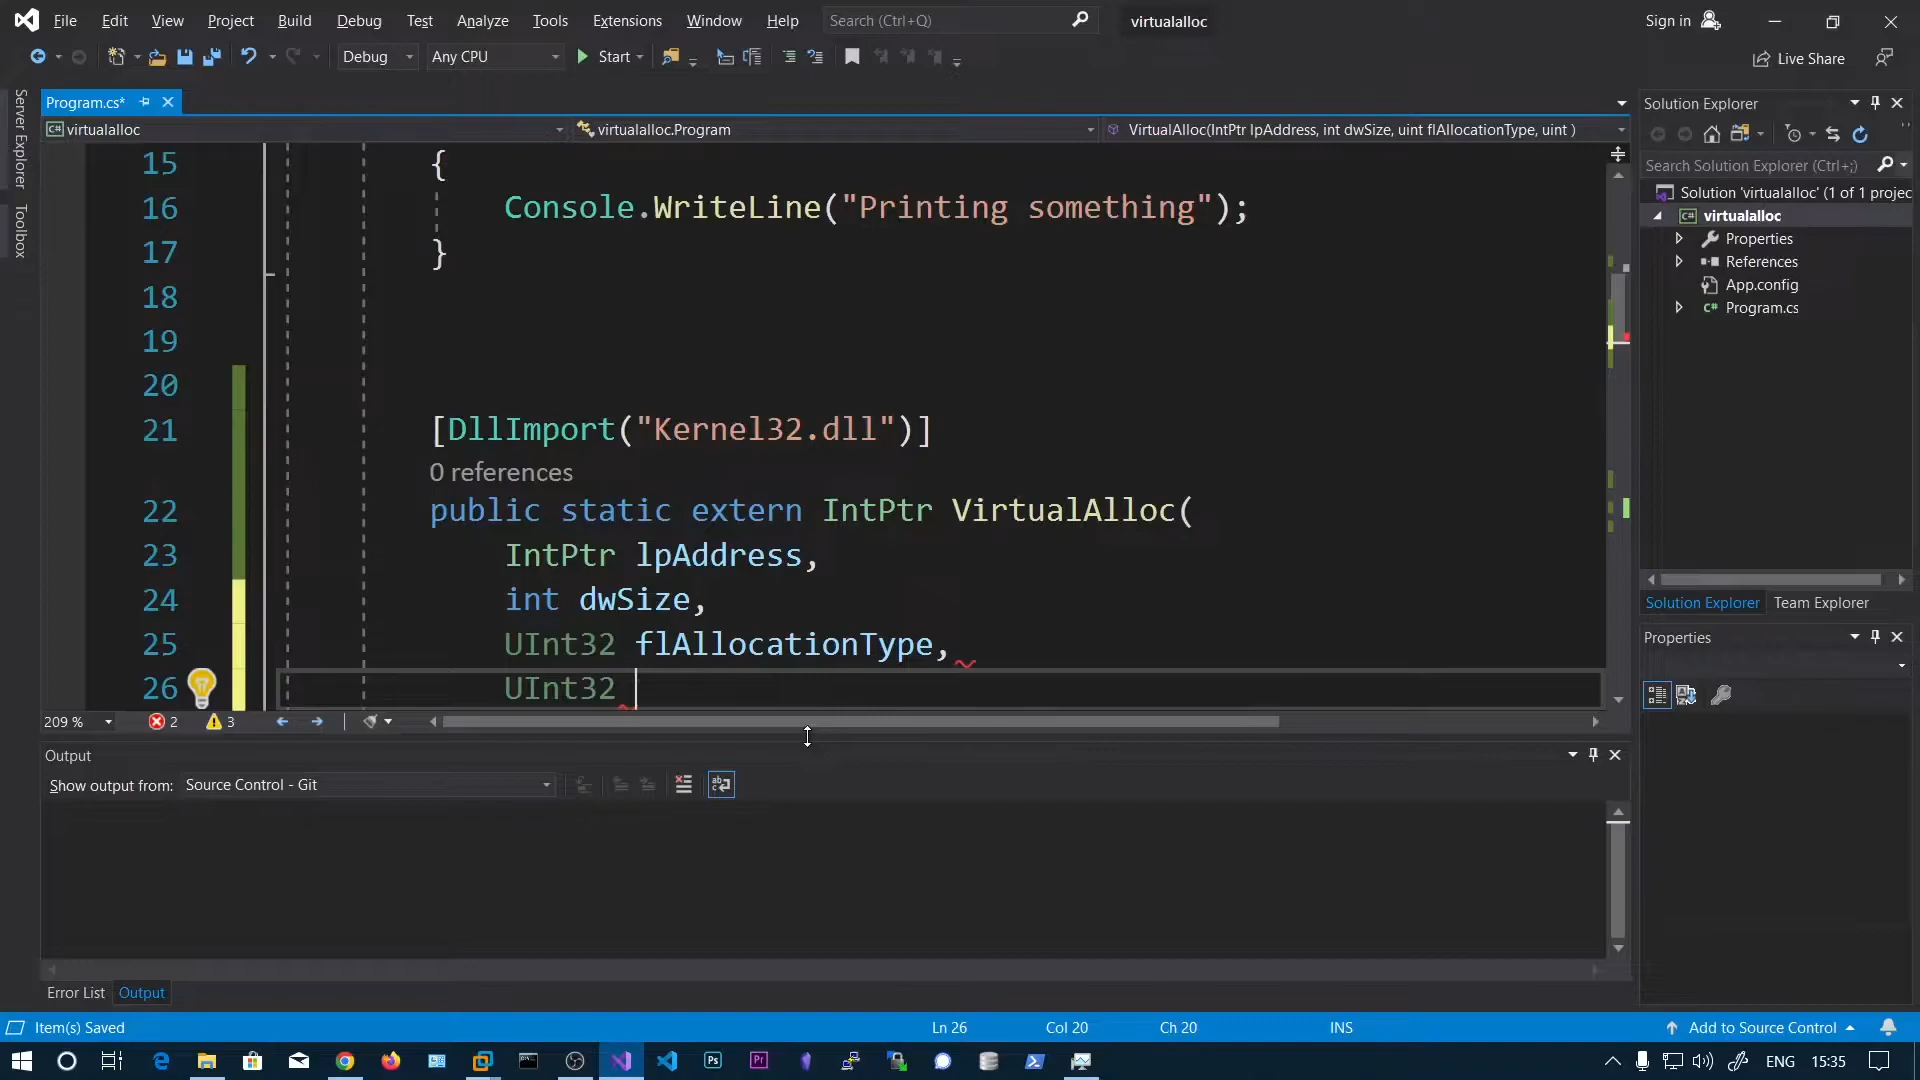 File Edit View Project Build Debug Test Analyze Tools Extensions Window Help Search (Ctrl+Q) virtualalloc Sign in
Debug Any CPU Start Live Share
Server Explorer
Toolbox
Program.cs*
virtualalloc virtualalloc.Program VirtualAlloc(IntPtr lpAddress, int dwSize, uint flAllocationType, uint )
15 {
16 Console.WriteLine("Printing something");
17 }
18
19
20
21 [DllImport("Kernel32.dll")]
0 references
22 public static extern IntPtr VirtualAlloc(
23 IntPtr lpAddress,
24 int dwSize,
25 UInt32 flAllocationType,
26 UInt32
209 % 2 3
Output
Show output from: Source Control - Git
Error List Output
Solution Explorer
Search Solution Explorer (Ctrl+;)
Solution 'virtualalloc' (1 of 1 projec
C# virtualalloc
Properties
References
App.config
C# Program.cs
Solution Explorer Team Explorer
Properties
Item(s) Saved Ln 26 Col 20 Ch 20 INS Add to Source Control
Ps Pr ENG 15:35